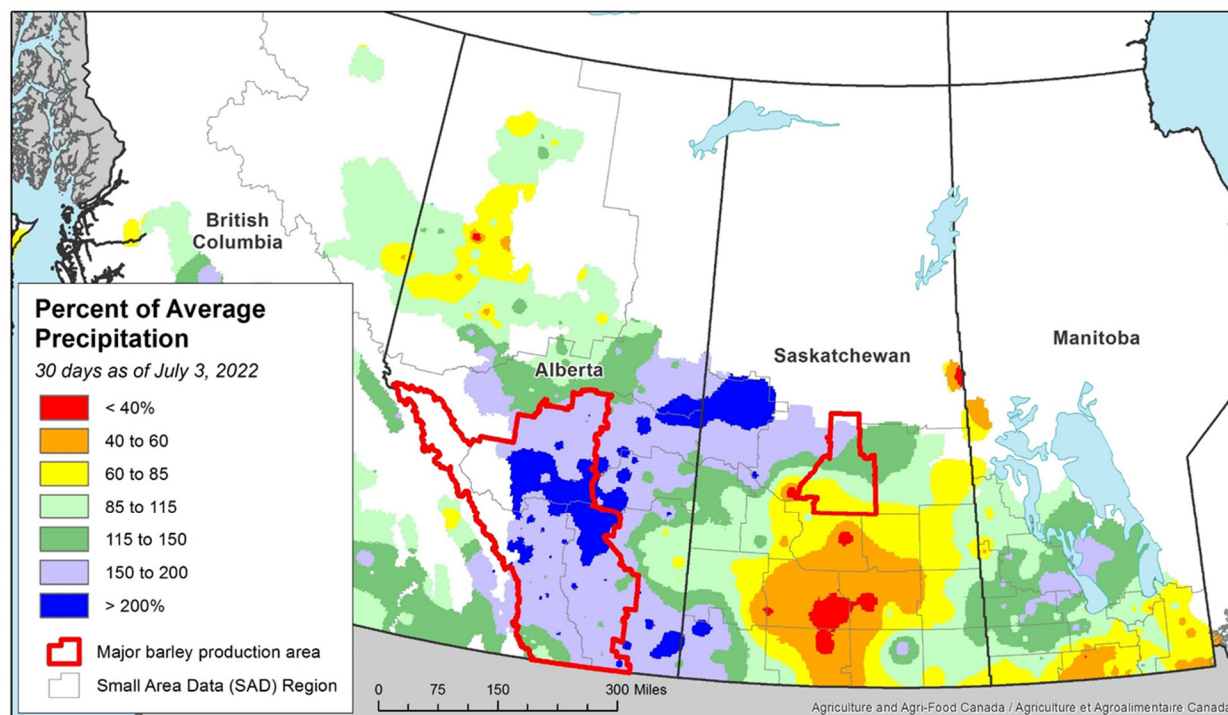 British
Columbia
Alberta
Saskatchewan
Manitoba
Percent of Average
Precipitation
30 days as of July 3, 2022
< 40%
40 to 60
60 to 85
85 to 115
115 to 150
150 to 200
> 200%
Major barley production area
Small Area Data (SAD) Region
0 75 150 300 Miles
Agriculture and Agri-Food Canada / Agriculture et Agroalimentaire Canada